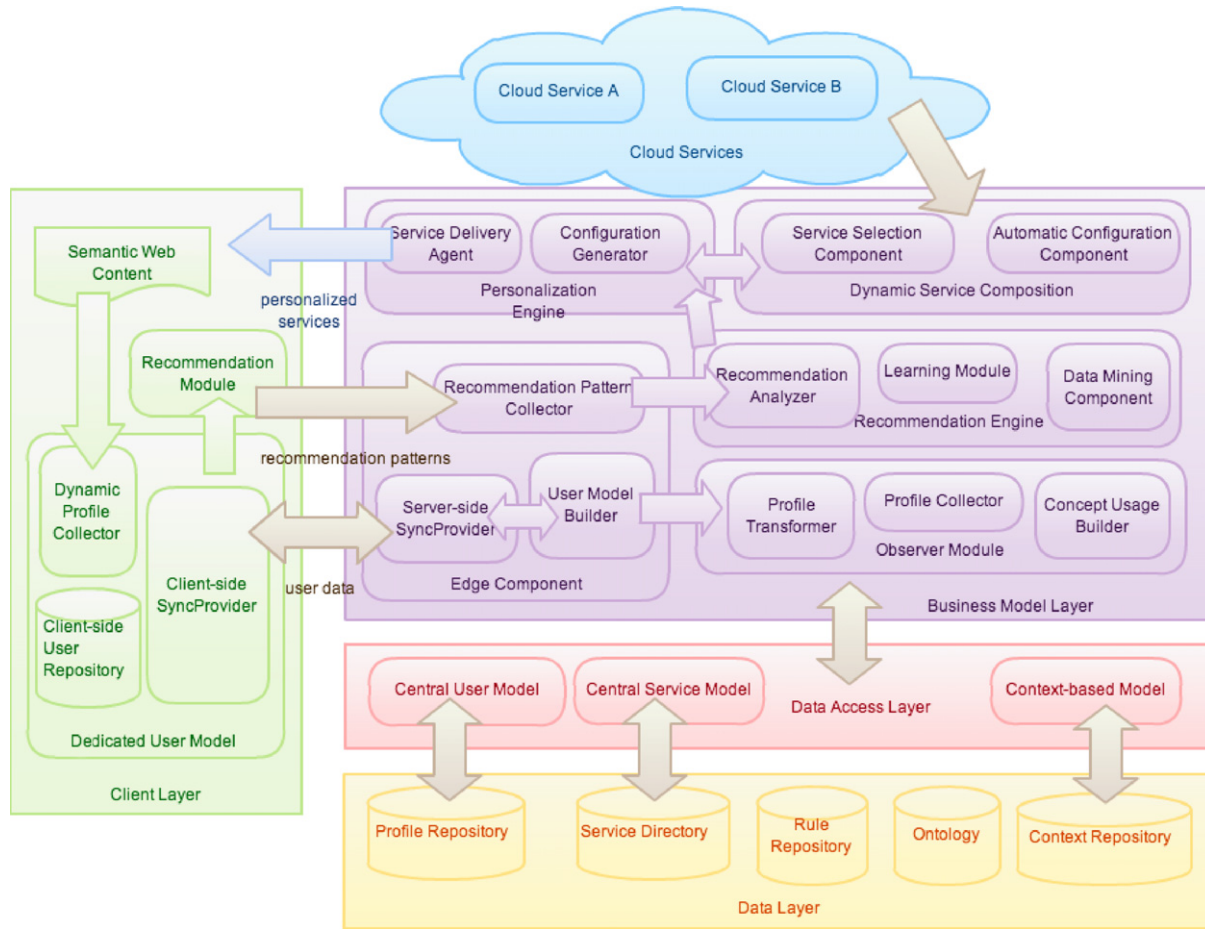 Cloud Service A
Cloud Service B
Cloud Services
Semantic Web
Content
Service Delivery
Agent
Configuration
Generator
Personalization
Engine
Service Selection
Component
Automatic Configuration
Component
Dynamic Service Composition
personalized
services
Recommendation
Module
Recommendation Pattern
Collector
Recommendation
Analyzer
Learning Module
Data Mining
Component
Recommendation Engine
recommendation patterns
Dynamic
Profile
Collector
Client-side
SyncProvider
Client-side
User
Repository
Dedicated User Model
Client Layer
Server-side
SyncProvider
User Model
Builder
Edge Component
user data
Profile
Transformer
Profile Collector
Concept Usage
Builder
Observer Module
Business Model Layer
Central User Model
Central Service Model
Data Access Layer
Context-based Model
Profile Repository
Service Directory
Rule
Repository
Ontology
Context Repository
Data Layer